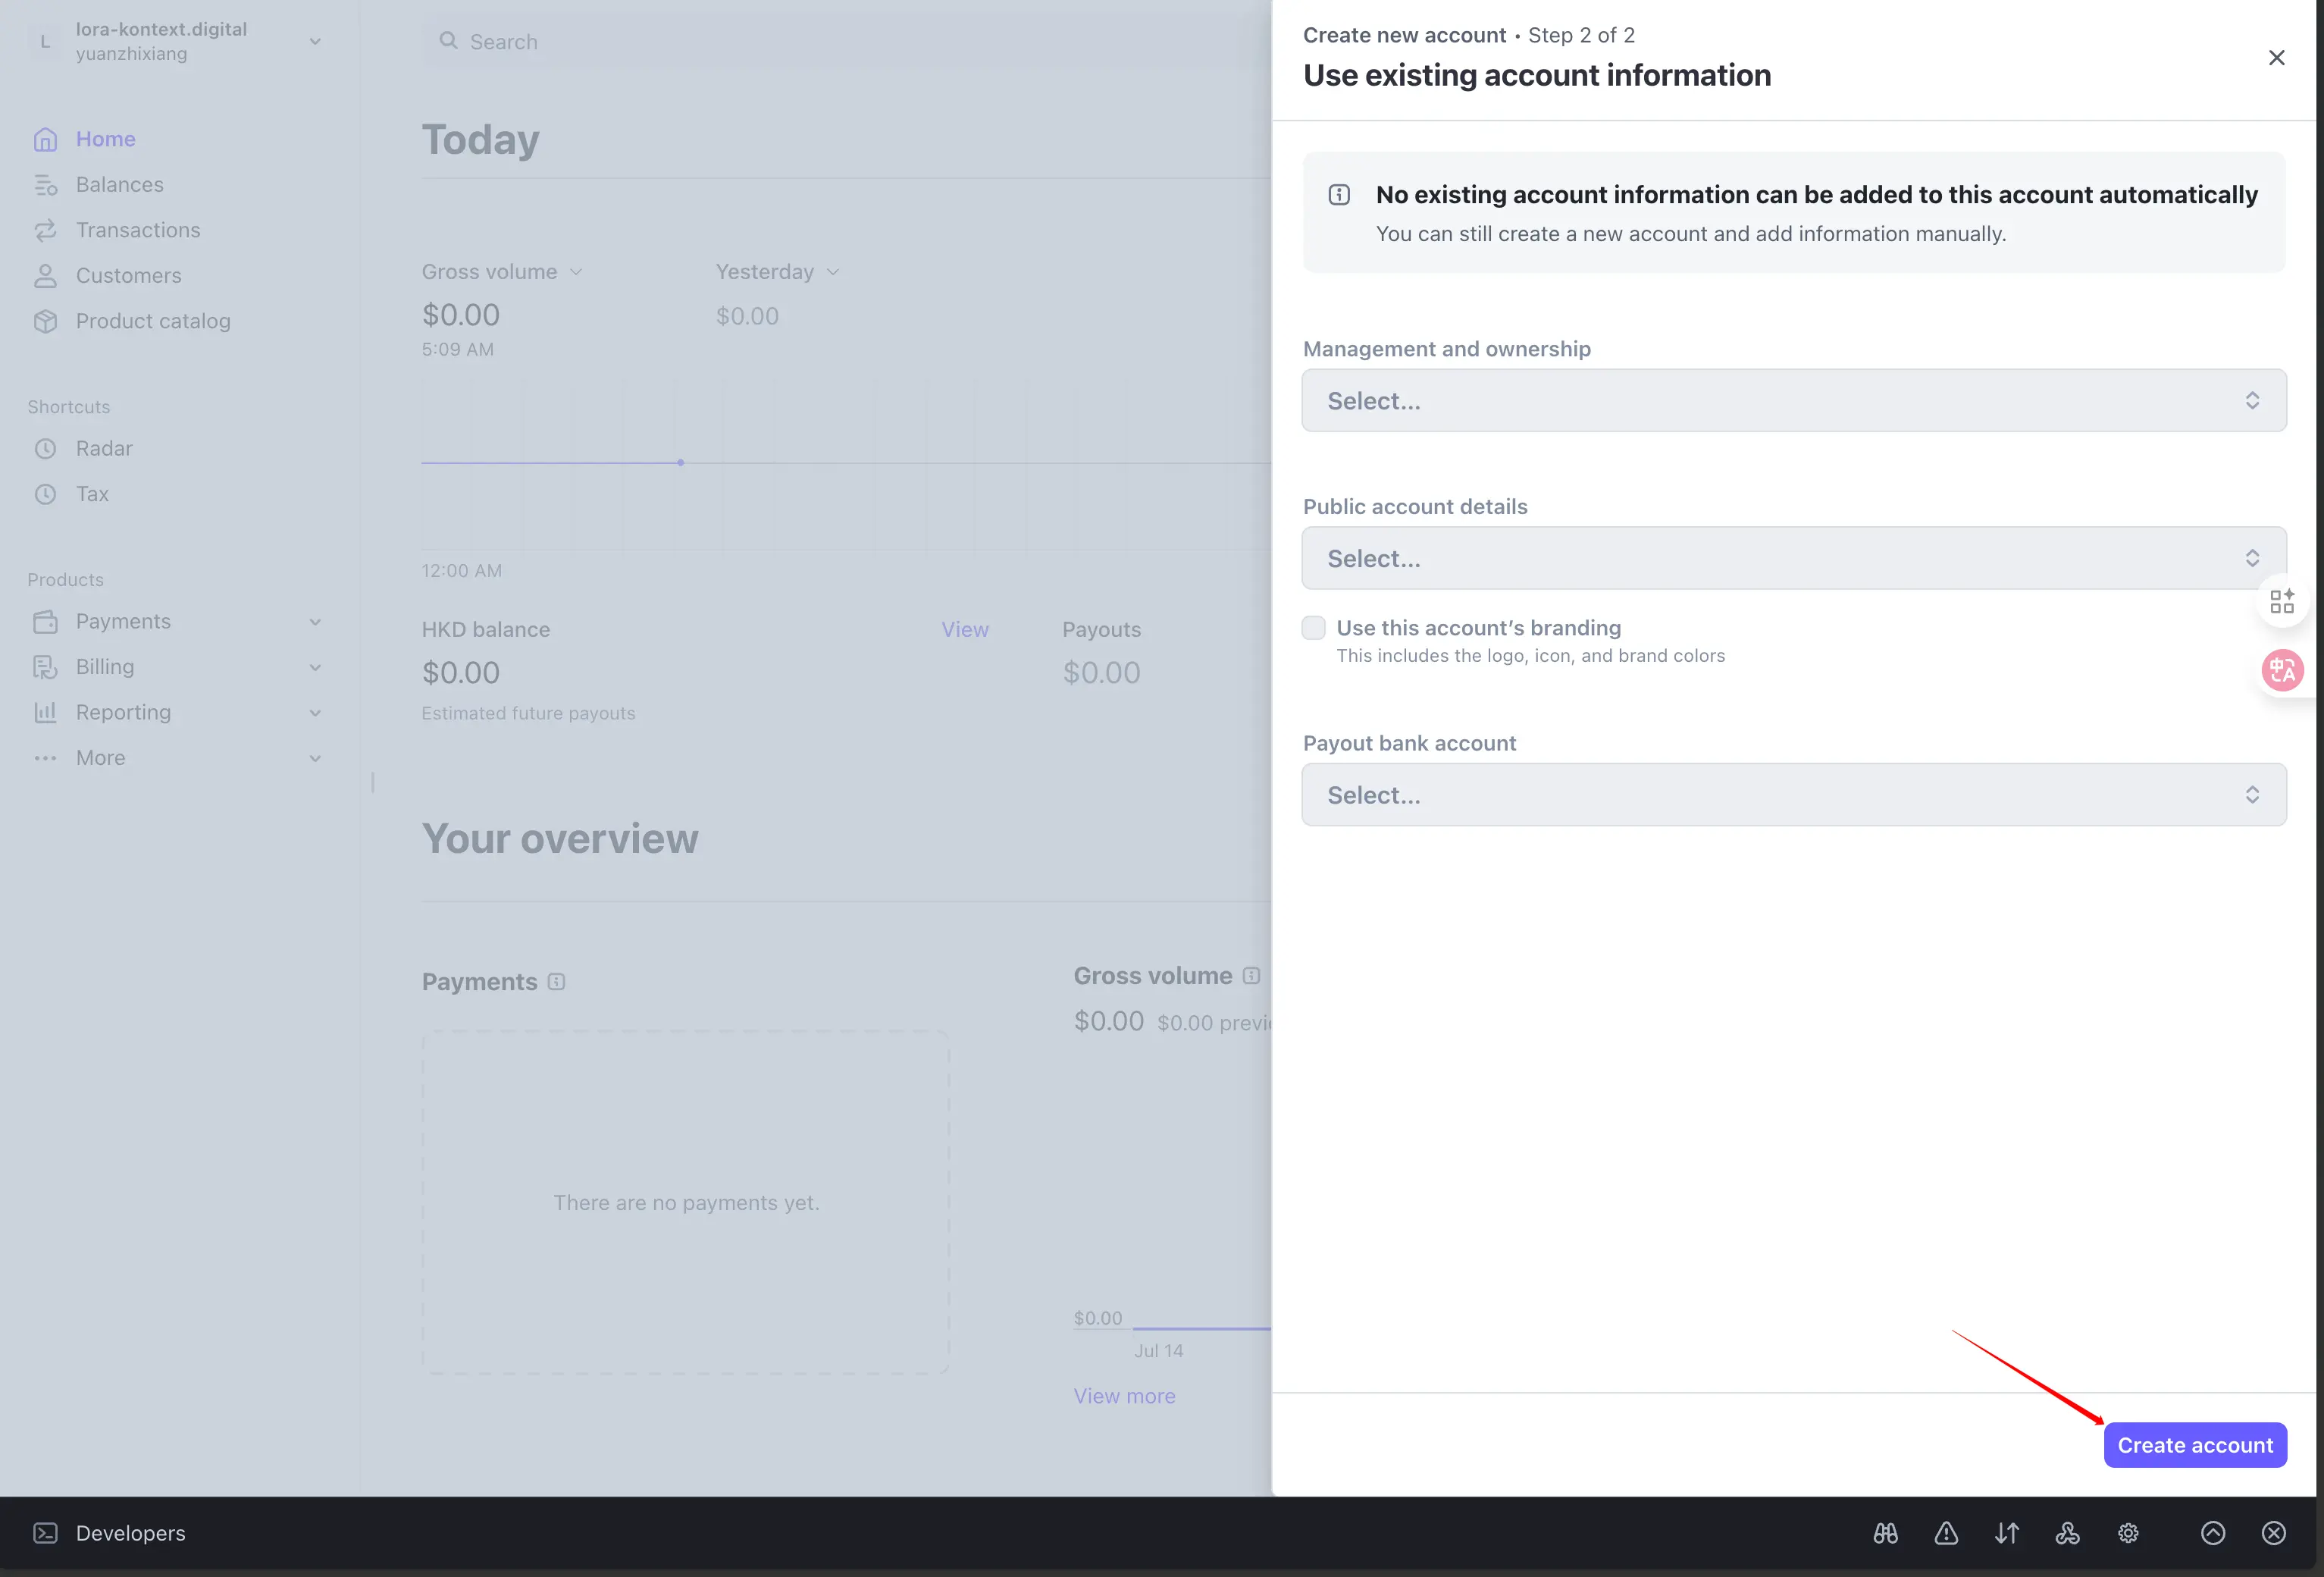 L
lora-kontext.digital
yuanzhixiang
Home
Balances
Transactions
Customers
Product catalog
Shortcuts
Radar
Tax
Products
Payments
Billing
Reporting
More
Search
Today
Gross volume
$0.00
5:09 AM
Yesterday
$0.00
12:00 AM
HKD balance
View
$0.00
Estimated future payouts
Payouts
$0.00
Your overview
Payments
There are no payments yet.
Gross volume
$0.00 $0.00 previ
$0.00
Jul 14
View more
Create new account • Step 2 of 2
Use existing account information
No existing account information can be added to this account automatically
You can still create a new account and add information manually.
Management and ownership
Select...
Public account details
Select...
Use this account’s branding
This includes the logo, icon, and brand colors
Payout bank account
Select...
中A
Create account
Developers